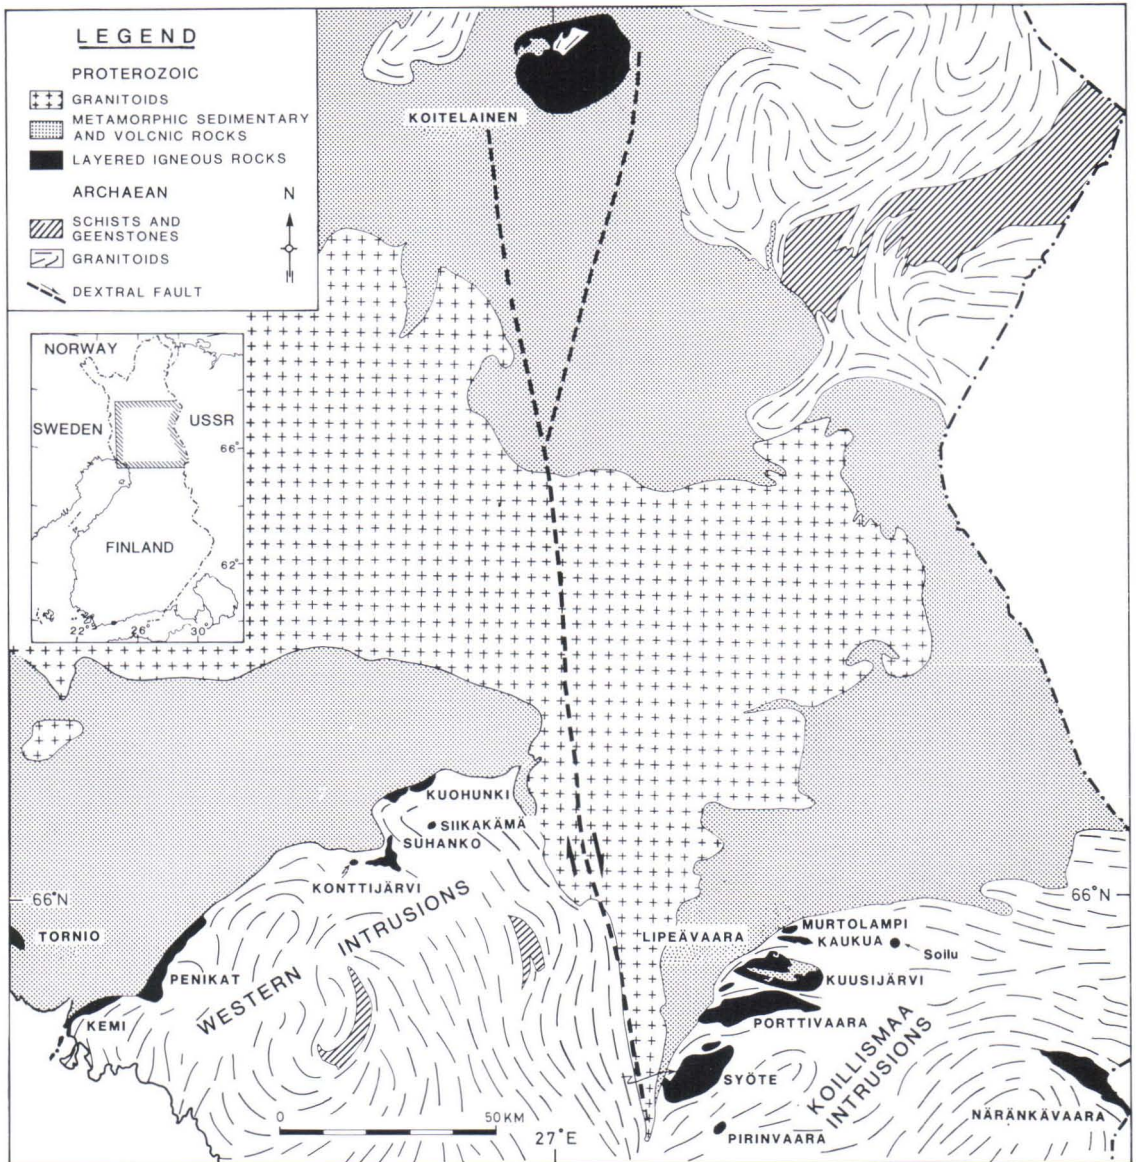 LEGEND
PROTEROZOIC
GRANITOIDS
METAMORPHIC SEDIMENTARY
AND VOLCNIC ROCKS
LAYERED IGNEOUS ROCKS
ARCHAEAN
N
SCHISTS AND
GEENSTONES
GRANITOIDS
DEXTRAL FAULT
KOITELAINEN
NORWAY
SWEDEN
USSR
66°
FINLAND
62°
22°
26°
30°
KUOHUNKI
SIIKAKÄMÄ
SUHANKO
KONTTIJÄRVI
66°N
66°N
TORNIO
PENIKAT
KEMI
WESTERN INTRUSIONS
LIPEÄVAARA
MURTOLAMPI
KAUKUA
Soilu
KUUSIJÄRVI
PORTTIVAARA
SYÖTE
KOILLISMAA
INTRUSIONS
NÄRÄNKÄVAARA
PIRINVAARA
0
50KM
27°E